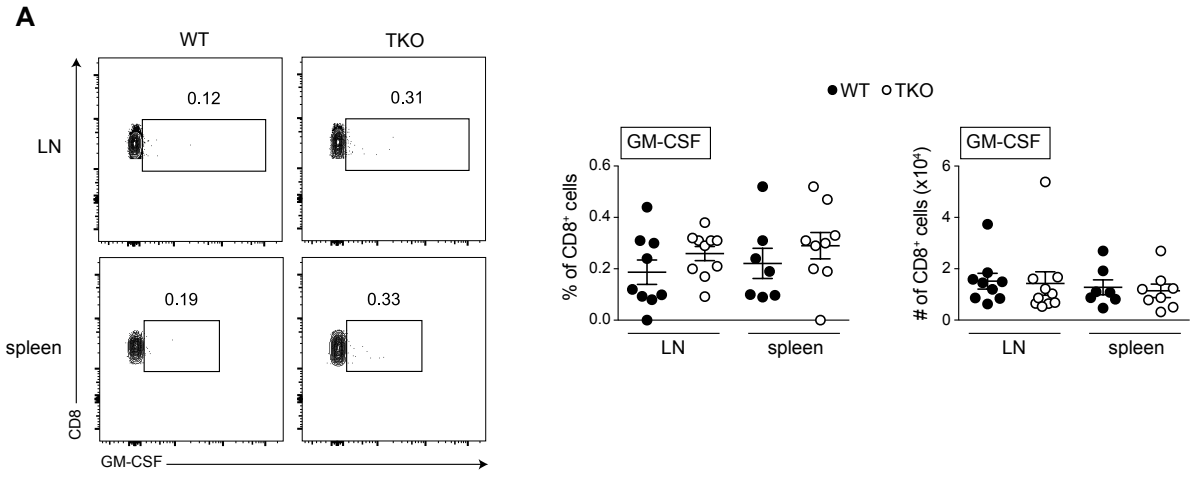 A
WT TKO
LN
0.12
0.31
spleen
0.19
0.33
CD8
GM-CSF
WT TKO
GM-CSF
% of CD8⁺ cells
0.6
0.4
0.2
0.0
LN spleen
GM-CSF
# of CD8⁺ cells (x10⁴)
6
4
2
0
LN spleen